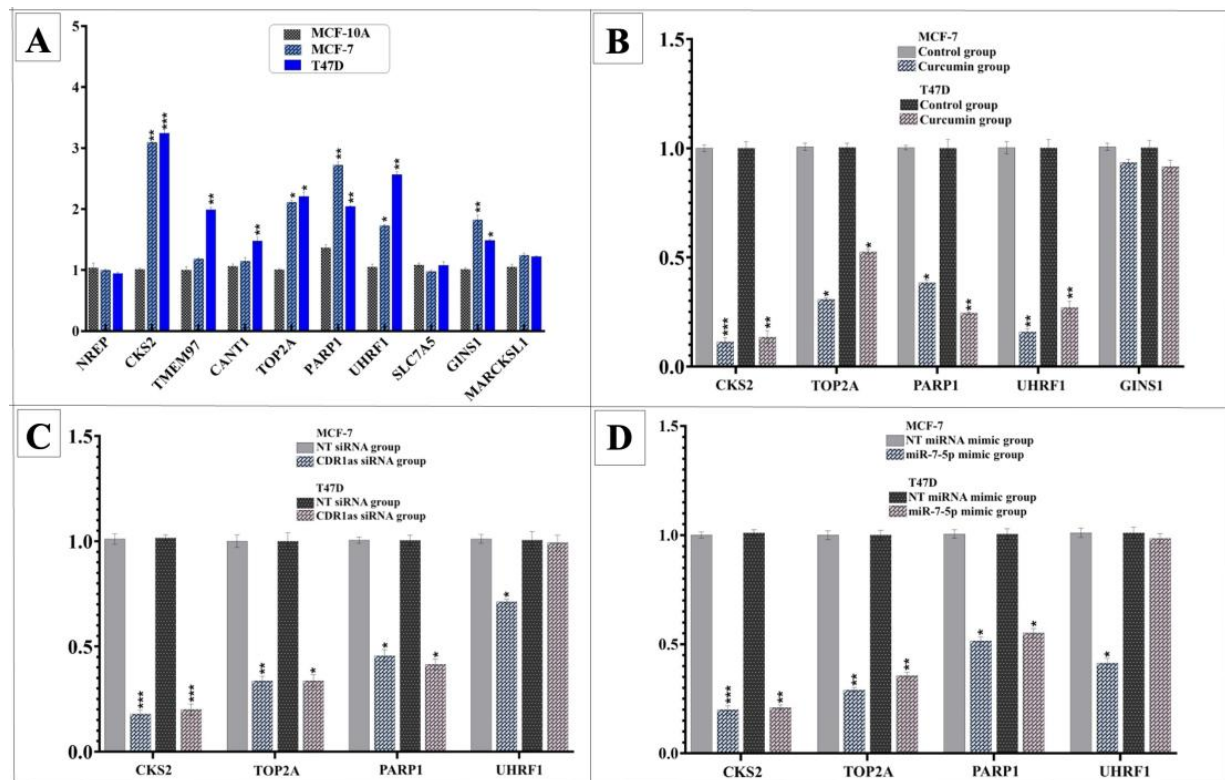 A
MCF-10A
MCF-7
T47D
5
4
3
2
1
0
** ***
**
**
* *
** **
* **
** *
NREP
CKS2
TMEM97
CANT1
TOP2A
PARP1
UHRF1
SLC7A5
GINS1
MARCKSL1
B
MCF-7
Control group
Curcumin group
T47D
Control group
Curcumin group
1.5
1.0
0.5
0.0
*** **
* *
* **
** **
CKS2 TOP2A PARP1 UHRF1 GINS1
C
MCF-7
NT siRNA group
CDR1as siRNA group
T47D
NT siRNA group
CDR1as siRNA group
1.5
1.0
0.5
0.0
*** ***
** *
* *
*
CKS2 TOP2A PARP1 UHRF1
D
MCF-7
NT miRNA mimic group
miR-7-5p mimic group
T47D
NT miRNA mimic group
miR-7-5p mimic group
1.5
1.0
0.5
0.0
*** **
** **
* *
*
CKS2 TOP2A PARP1 UHRF1